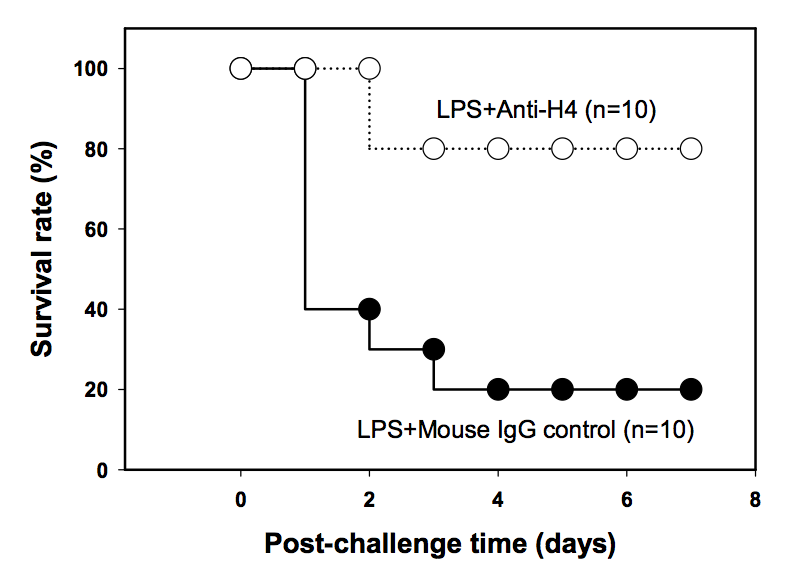 100
80
60
40
20
0
Survival rate (%)
LPS+Anti-H4 (n=10)
LPS+Mouse IgG control (n=10)
0 2 4 6 8
Post-challenge time (days)